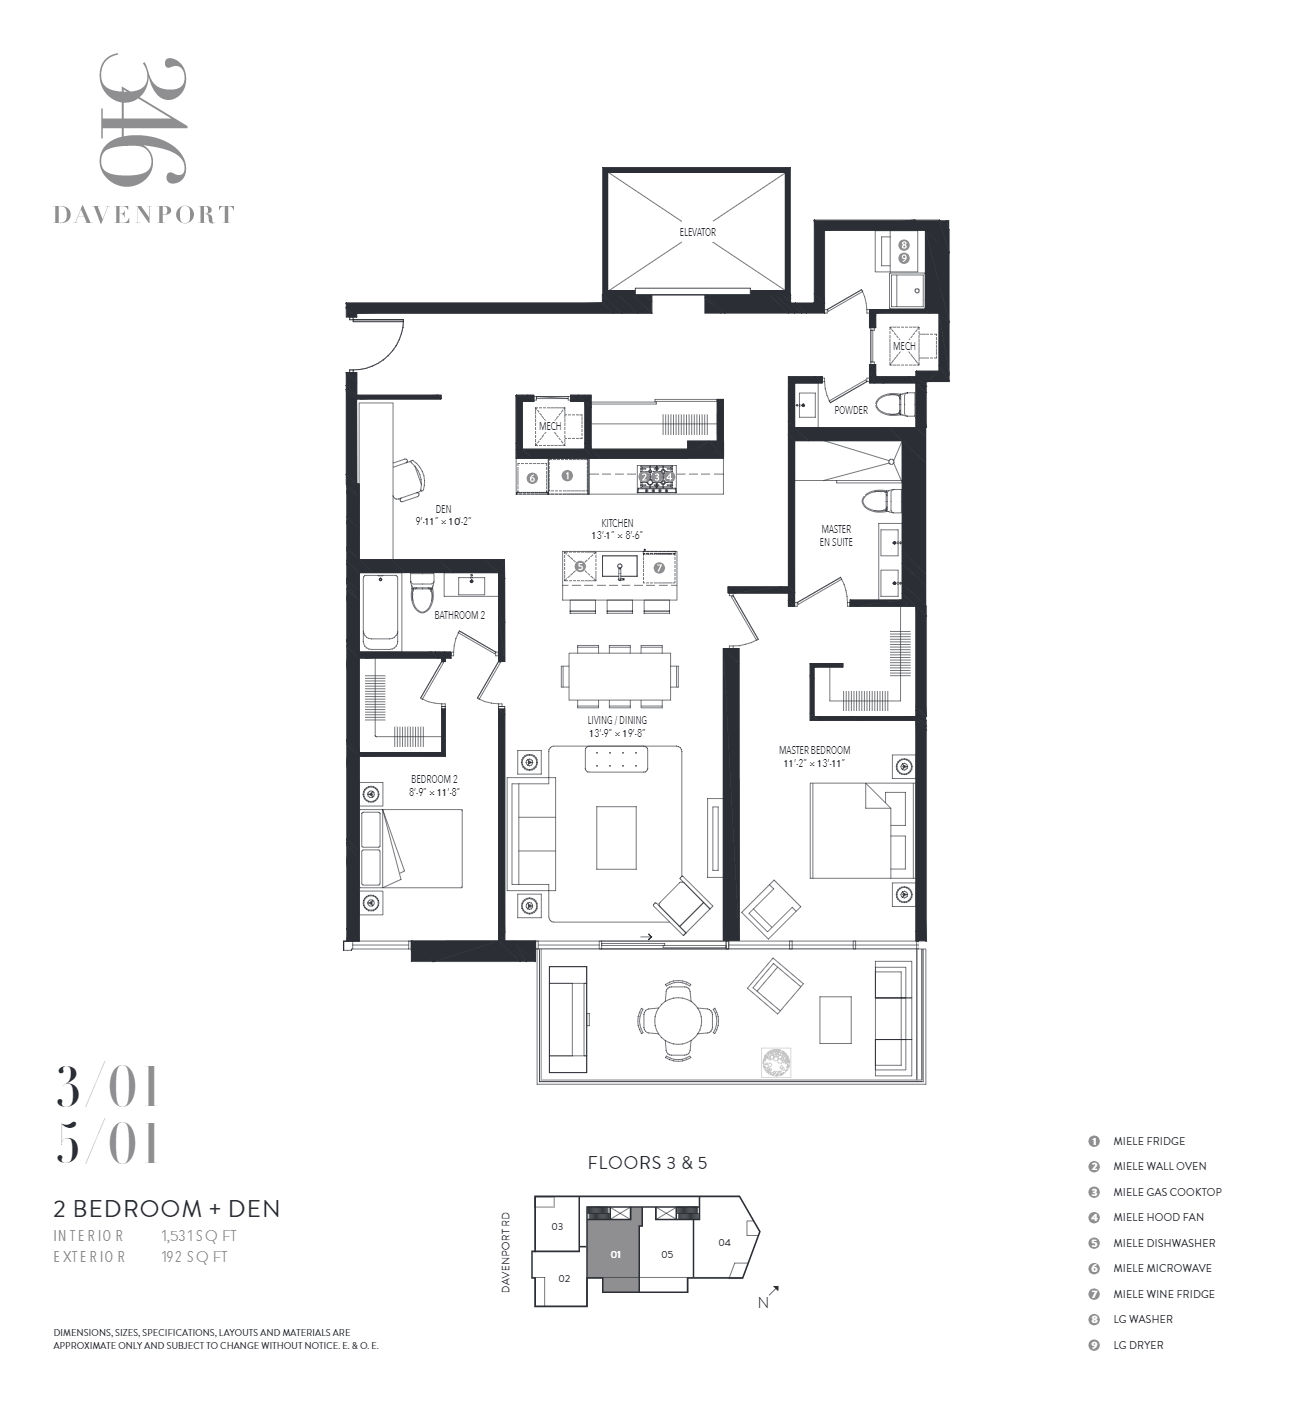 346
DAVENPORT
ELEVATOR
8
9
MECH
MECH
POWDER
6
1
2
3
4
DEN
9'-11" × 10'-2"
KITCHEN
13'-1" × 8'-6"
MASTER
EN SUITE
5
7
BATHROOM 2
LIVING / DINING
13'-9" × 19'-8"
MASTER BEDROOM
11'-2" × 13'-11"
BEDROOM 2
8'-9" × 11'-8"
3/01
5/01
2 BEDROOM + DEN
INTERIOR 1,531 SQ FT
EXTERIOR 192 SQ FT
DIMENSIONS, SIZES, SPECIFICATIONS, LAYOUTS AND MATERIALS ARE
APPROXIMATE ONLY AND SUBJECT TO CHANGE WITHOUT NOTICE. E. & O. E.
FLOORS 3 & 5
DAVENPORT RD
03
01
05
04
02
N
1 MIELE FRIDGE
2 MIELE WALL OVEN
3 MIELE GAS COOKTOP
4 MIELE HOOD FAN
5 MIELE DISHWASHER
6 MIELE MICROWAVE
7 MIELE WINE FRIDGE
8 LG WASHER
9 LG DRYER